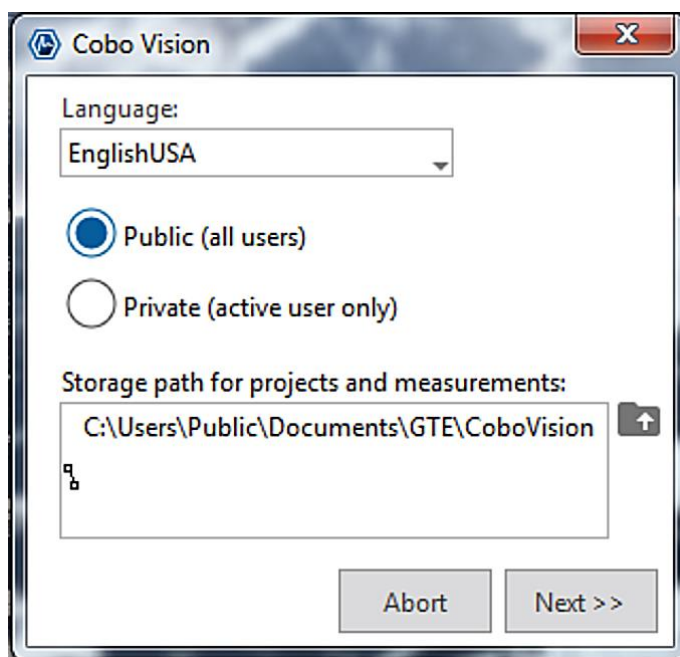 Cobo Vision
Language:
EnglishUSA
Public (all users)
Private (active user only)
Storage path for projects and measurements:
C:\Users\Public\Documents\GTE\CoboVision
Abort
Next >>